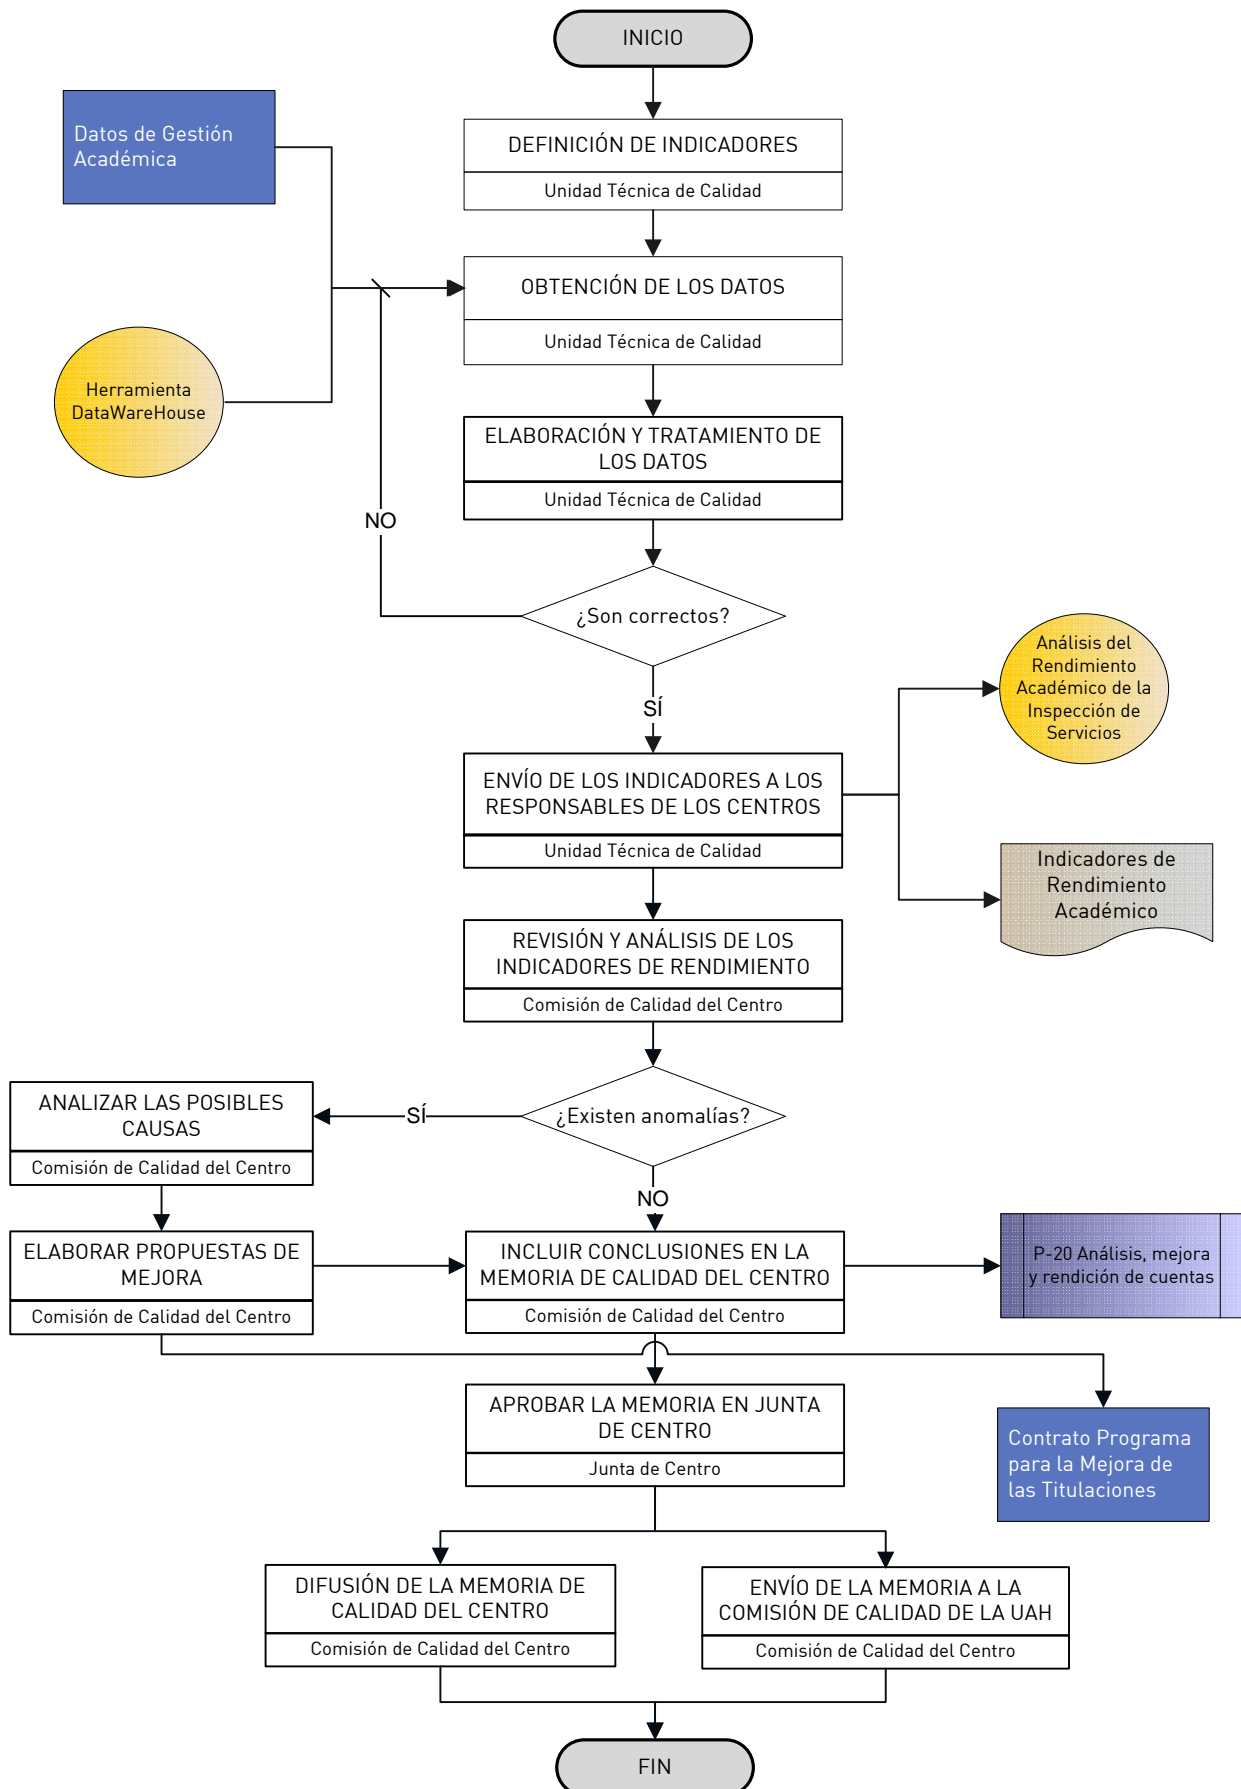 INICIO
Datos de Gestión
Académica
DEFINICIÓN DE INDICADORES
Unidad Técnica de Calidad
OBTENCIÓN DE LOS DATOS
Unidad Técnica de Calidad
Herramienta
DataWareHouse
ELABORACIÓN Y TRATAMIENTO DE
LOS DATOS
Unidad Técnica de Calidad
NO
¿Son correctos?
SÍ
Análisis del
Rendimiento
Académico de la
Inspección de
Servicios
ENVÍO DE LOS INDICADORES A LOS
RESPONSABLES DE LOS CENTROS
Unidad Técnica de Calidad
Indicadores de
Rendimiento
Académico
REVISIÓN Y ANÁLISIS DE LOS
INDICADORES DE RENDIMIENTO
Comisión de Calidad del Centro
¿Existen anomalías?
SÍ
ANALIZAR LAS POSIBLES
CAUSAS
Comisión de Calidad del Centro
NO
ELABORAR PROPUESTAS DE
MEJORA
Comisión de Calidad del Centro
INCLUIR CONCLUSIONES EN LA
MEMORIA DE CALIDAD DEL CENTRO
Comisión de Calidad del Centro
P-20 Análisis, mejora
y rendición de cuentas
APROBAR LA MEMORIA EN JUNTA
DE CENTRO
Junta de Centro
Contrato Programa
para la Mejora de
las Titulaciones
DIFUSIÓN DE LA MEMORIA DE
CALIDAD DEL CENTRO
Comisión de Calidad del Centro
ENVÍO DE LA MEMORIA A LA
COMISIÓN DE CALIDAD DE LA UAH
Comisión de Calidad del Centro
FIN